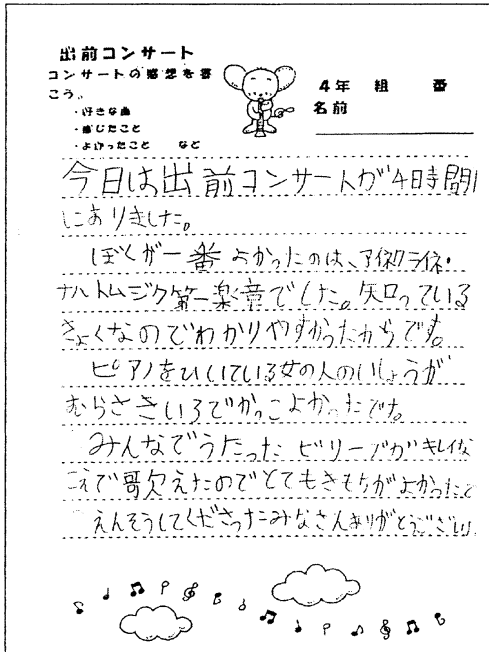 出前コンサート
コンサートの感想を書
こう。
・好きな曲
・感じたこと
・よかったこと など
4年 組 番
名前
今日は出前コンサートが4時間目
にありました。
ぼくが一番よかったのは、アイネクライネ・
ナハトムジク第一楽章でした。知っている
きょくなのでわかりやすかったからです。
ピアノをひいている女の人のいしょうが
むらさきいろでかっこよかったです。
みんなでうたったビリーブがキレイな
こえで歌えたのでとてもきもちがよかったで
えんそうしてくださったみなさんありがとうござい